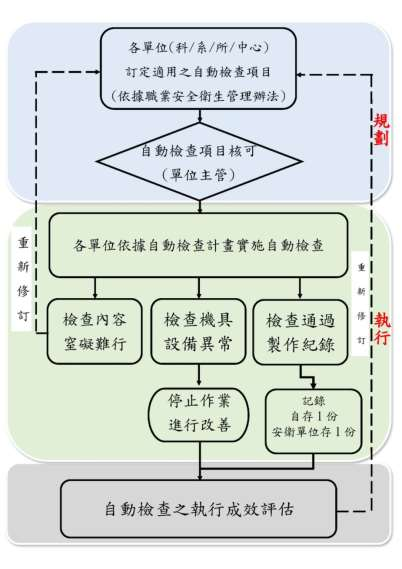 各單位(科/系/所/中心)
訂定適用之自動檢查項目
(依據職業安全衛生管理辦法)
規劃
自動檢查項目核可
(單位主管)
各單位依據自動檢查計畫實施自動檢查
重新修訂
重新修訂
執行
檢查內容
窒礙難行
檢查機具
設備異常
檢查通過
製作紀錄
停止作業
進行改善
記錄
自存1份
安衛單位存1份
自動檢查之執行成效評估